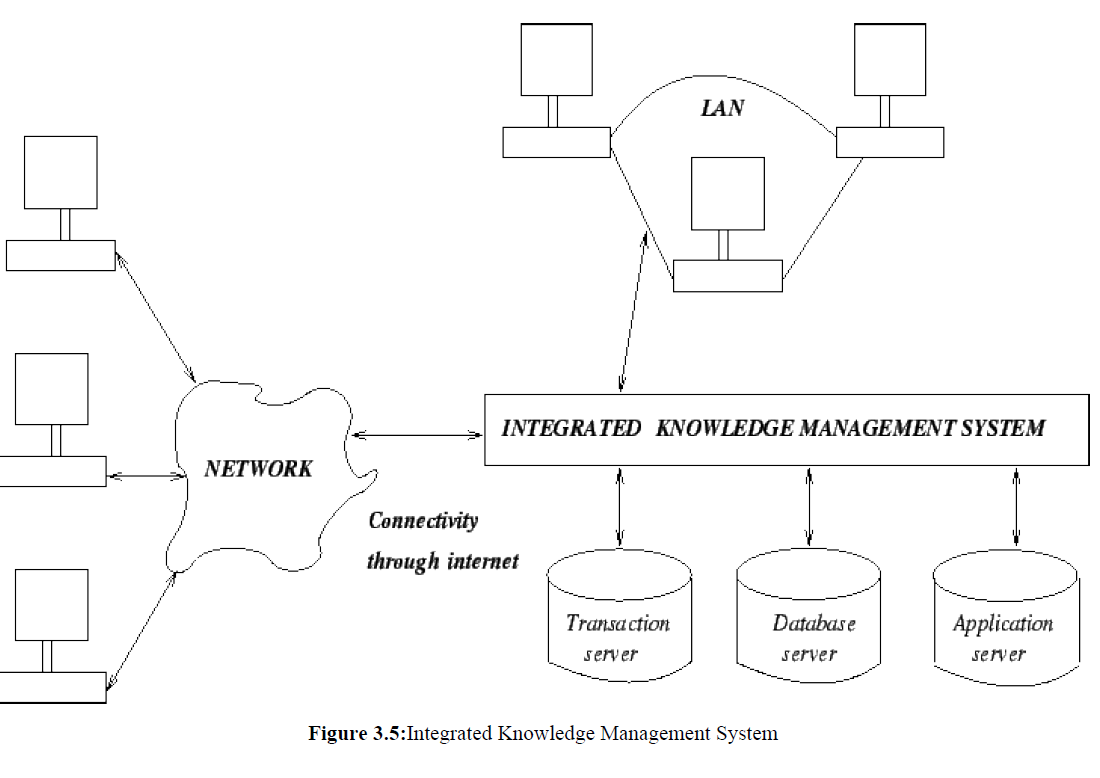 LAN
INTEGRATED KNOWLEDGE MANAGEMENT SYSTEM
NETWORK
Connectivity
through internet
Transaction
server
Database
server
Application
server
Figure 3.5:Integrated Knowledge Management System